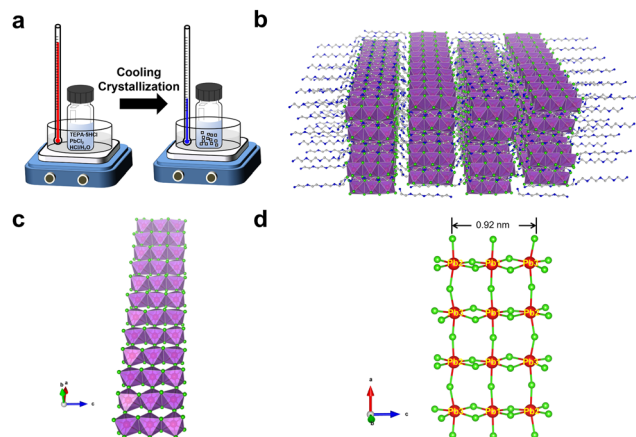 a
b
Cooling
Crystallization
TEPA·5HCl
PbCl₂
HCl/H₂O
c
d
0.92 nm
Pb Pb Pb
Pb Pb Pb
Pb Pb Pb
Pb Pb Pb
b a
c
a
b
c